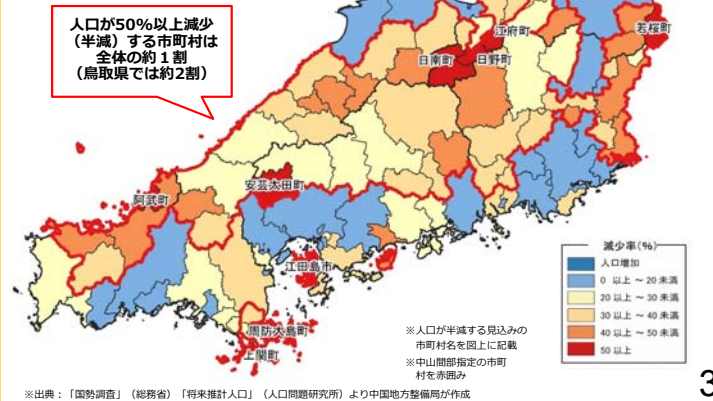 人口が50%以上減少
（半減）する市町村は
全体の約１割
（鳥取県では約2割）
江府町
若桜町
日南町
日野町
安芸太田町
阿武町
江田島市
周防大島町
上関町
減少率(%)
人口増加
0 以上 ～ 20 未満
20 以上 ～ 30 未満
30 以上 ～ 40 未満
40 以上 ～ 50 未満
50 以上
※人口が半減する見込みの
市町村名を図上に記載
※中山間部指定の市町
村を赤囲み
※出典：「国勢調査」（総務省）「将来推計人口」（人口問題研究所）より中国地方整備局が作成
3